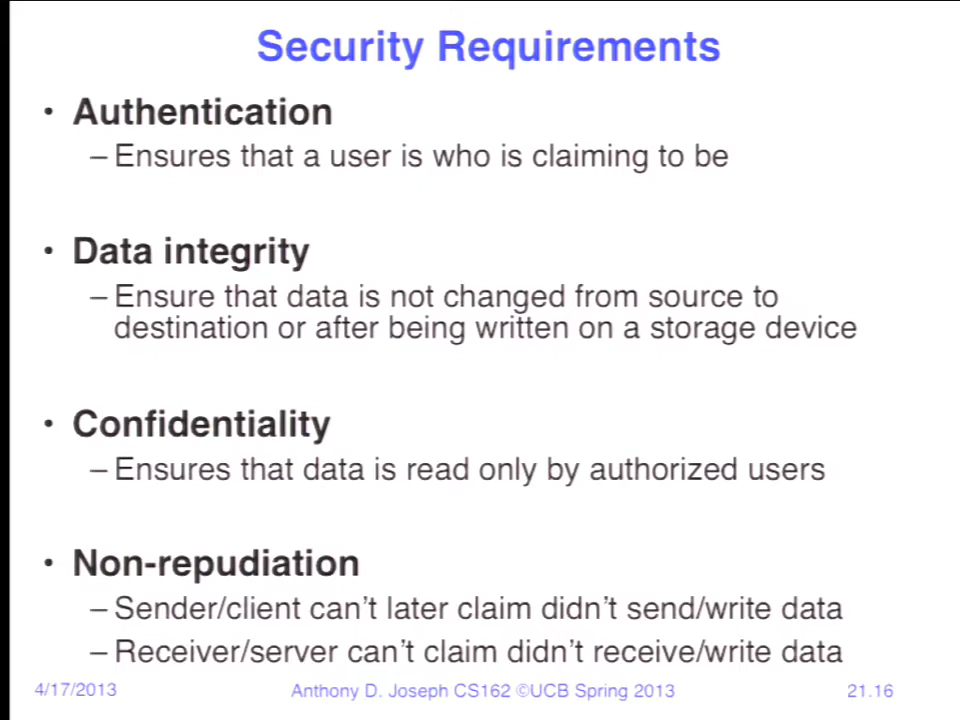 Security Requirements
• Authentication
– Ensures that a user is who is claiming to be
• Data integrity
– Ensure that data is not changed from source to
destination or after being written on a storage device
• Confidentiality
– Ensures that data is read only by authorized users
• Non-repudiation
– Sender/client can't later claim didn't send/write data
– Receiver/server can't claim didn't receive/write data
4/17/2013 Anthony D. Joseph CS162 ©UCB Spring 2013 21.16